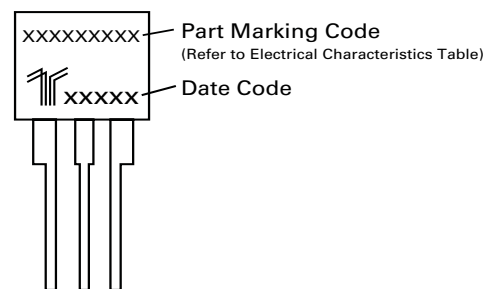 xxxxxxxxx
Part Marking Code
(Refer to Electrical Characteristics Table)
xxxxx
Date Code